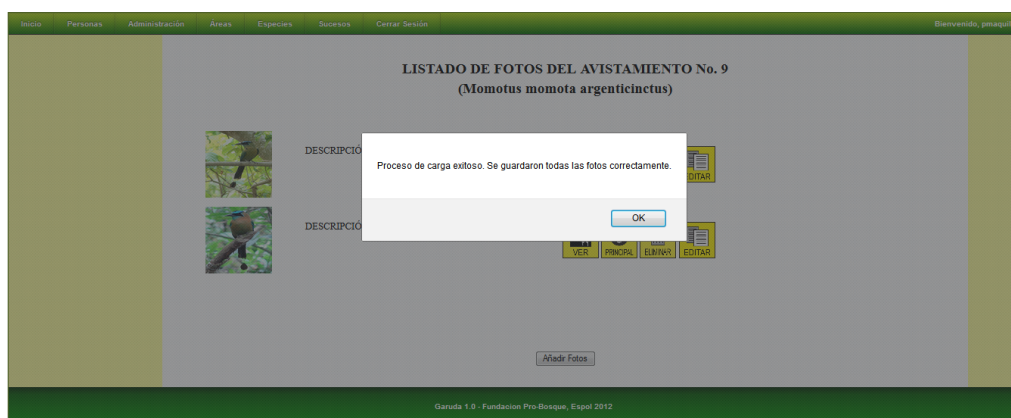 Inicio Personas Administración Areas Especies Sucesos Cerrar Sesión Bienvenido,
LISTADO DE FOTOS DEL AVISTAMIENTO No. 9
(Momotus momota argenticinctus)
DESCRIPCIÓ
EDITAR
Proceso de carga exitoso. Se guardaron todas las fotos correctamente.
OK
DESCRIPCIÓ
VER PRINCIPAL ELIMINAR EDITAR
Añadir Fotos
Garuda 1.0 - Fundacion Pro-Bosque, Espol 2012